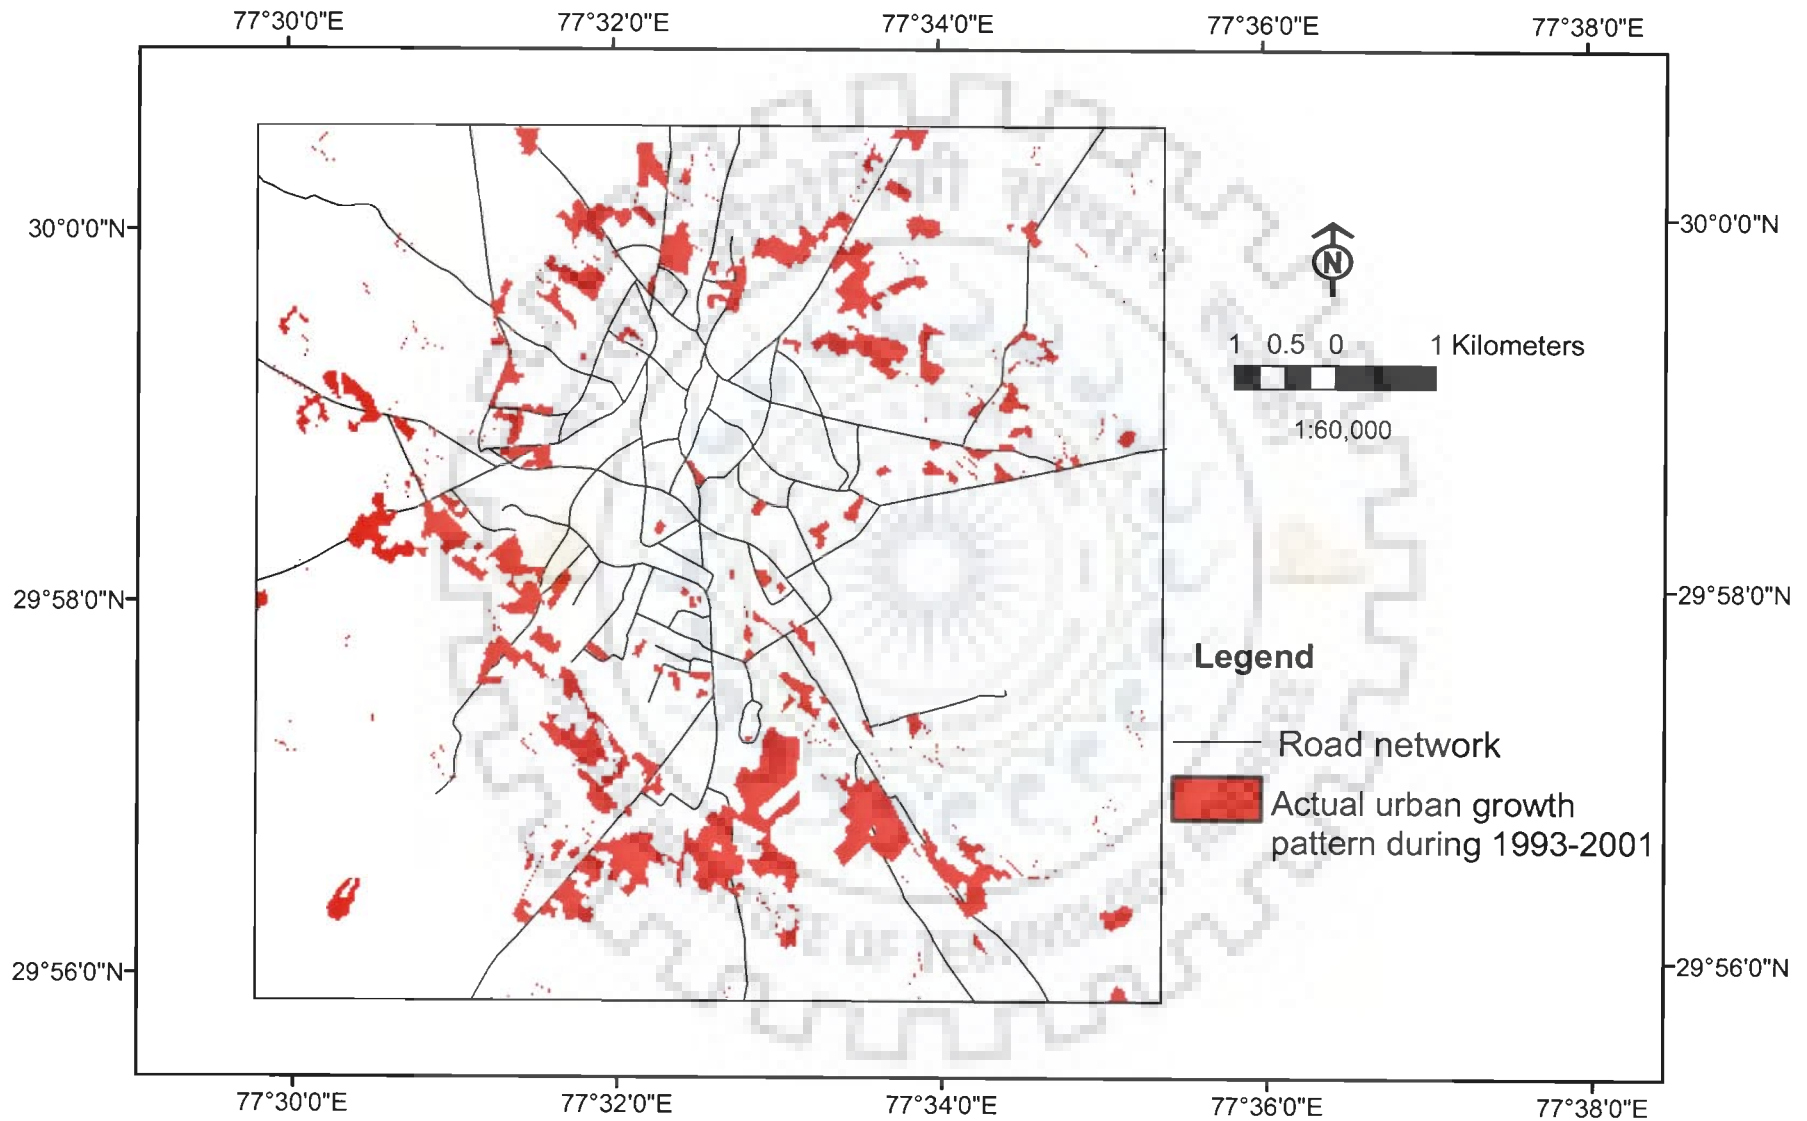 77°30'0"E 77°32'0"E 77°34'0"E 77°36'0"E 77°38'0"E
30°0'0"N 30°0'0"N
N
1 0.5 0 1 Kilometers
1:60,000
29°58'0"N 29°58'0"N
Legend
Road network
Actual urban growth
pattern during 1993-2001
29°56'0"N 29°56'0"N
77°30'0"E 77°32'0"E 77°34'0"E 77°36'0"E 77°38'0"E